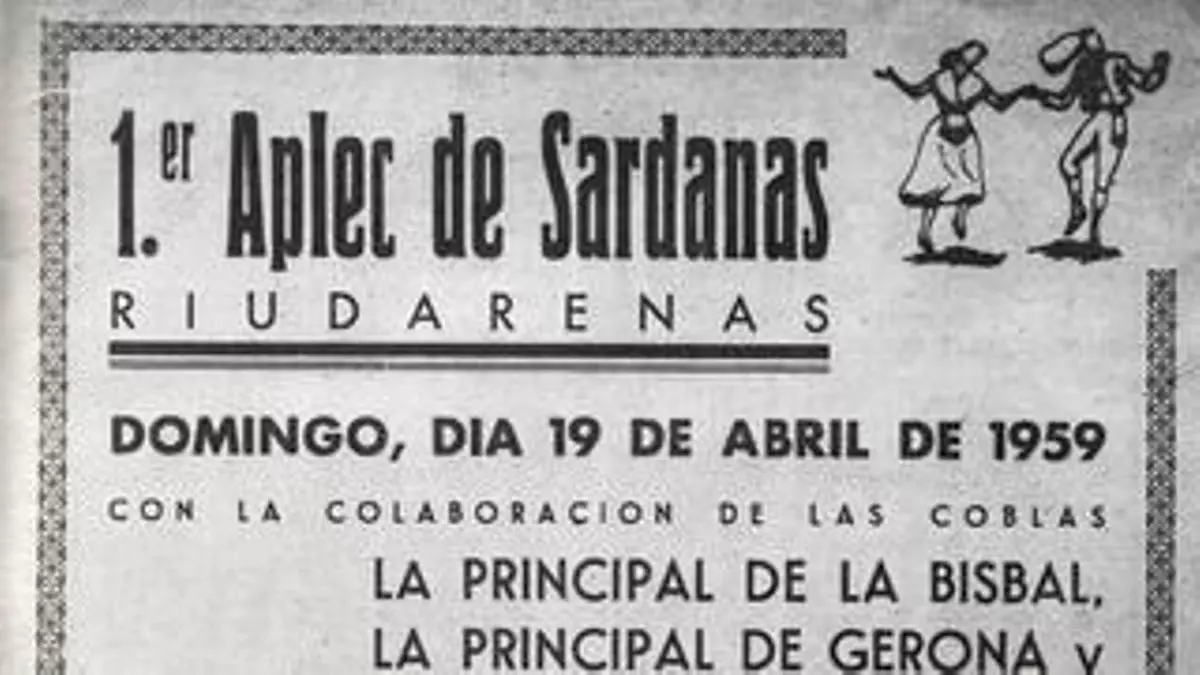 1.er Aplec de Sardanas
RIUDARENAS
DOMINGO, DIA 19 DE ABRIL DE 1959
CON LA COLABORACION DE LAS COBLAS
LA PRINCIPAL DE LA BISBAL,
LA PRINCIPAL DE GERONA y